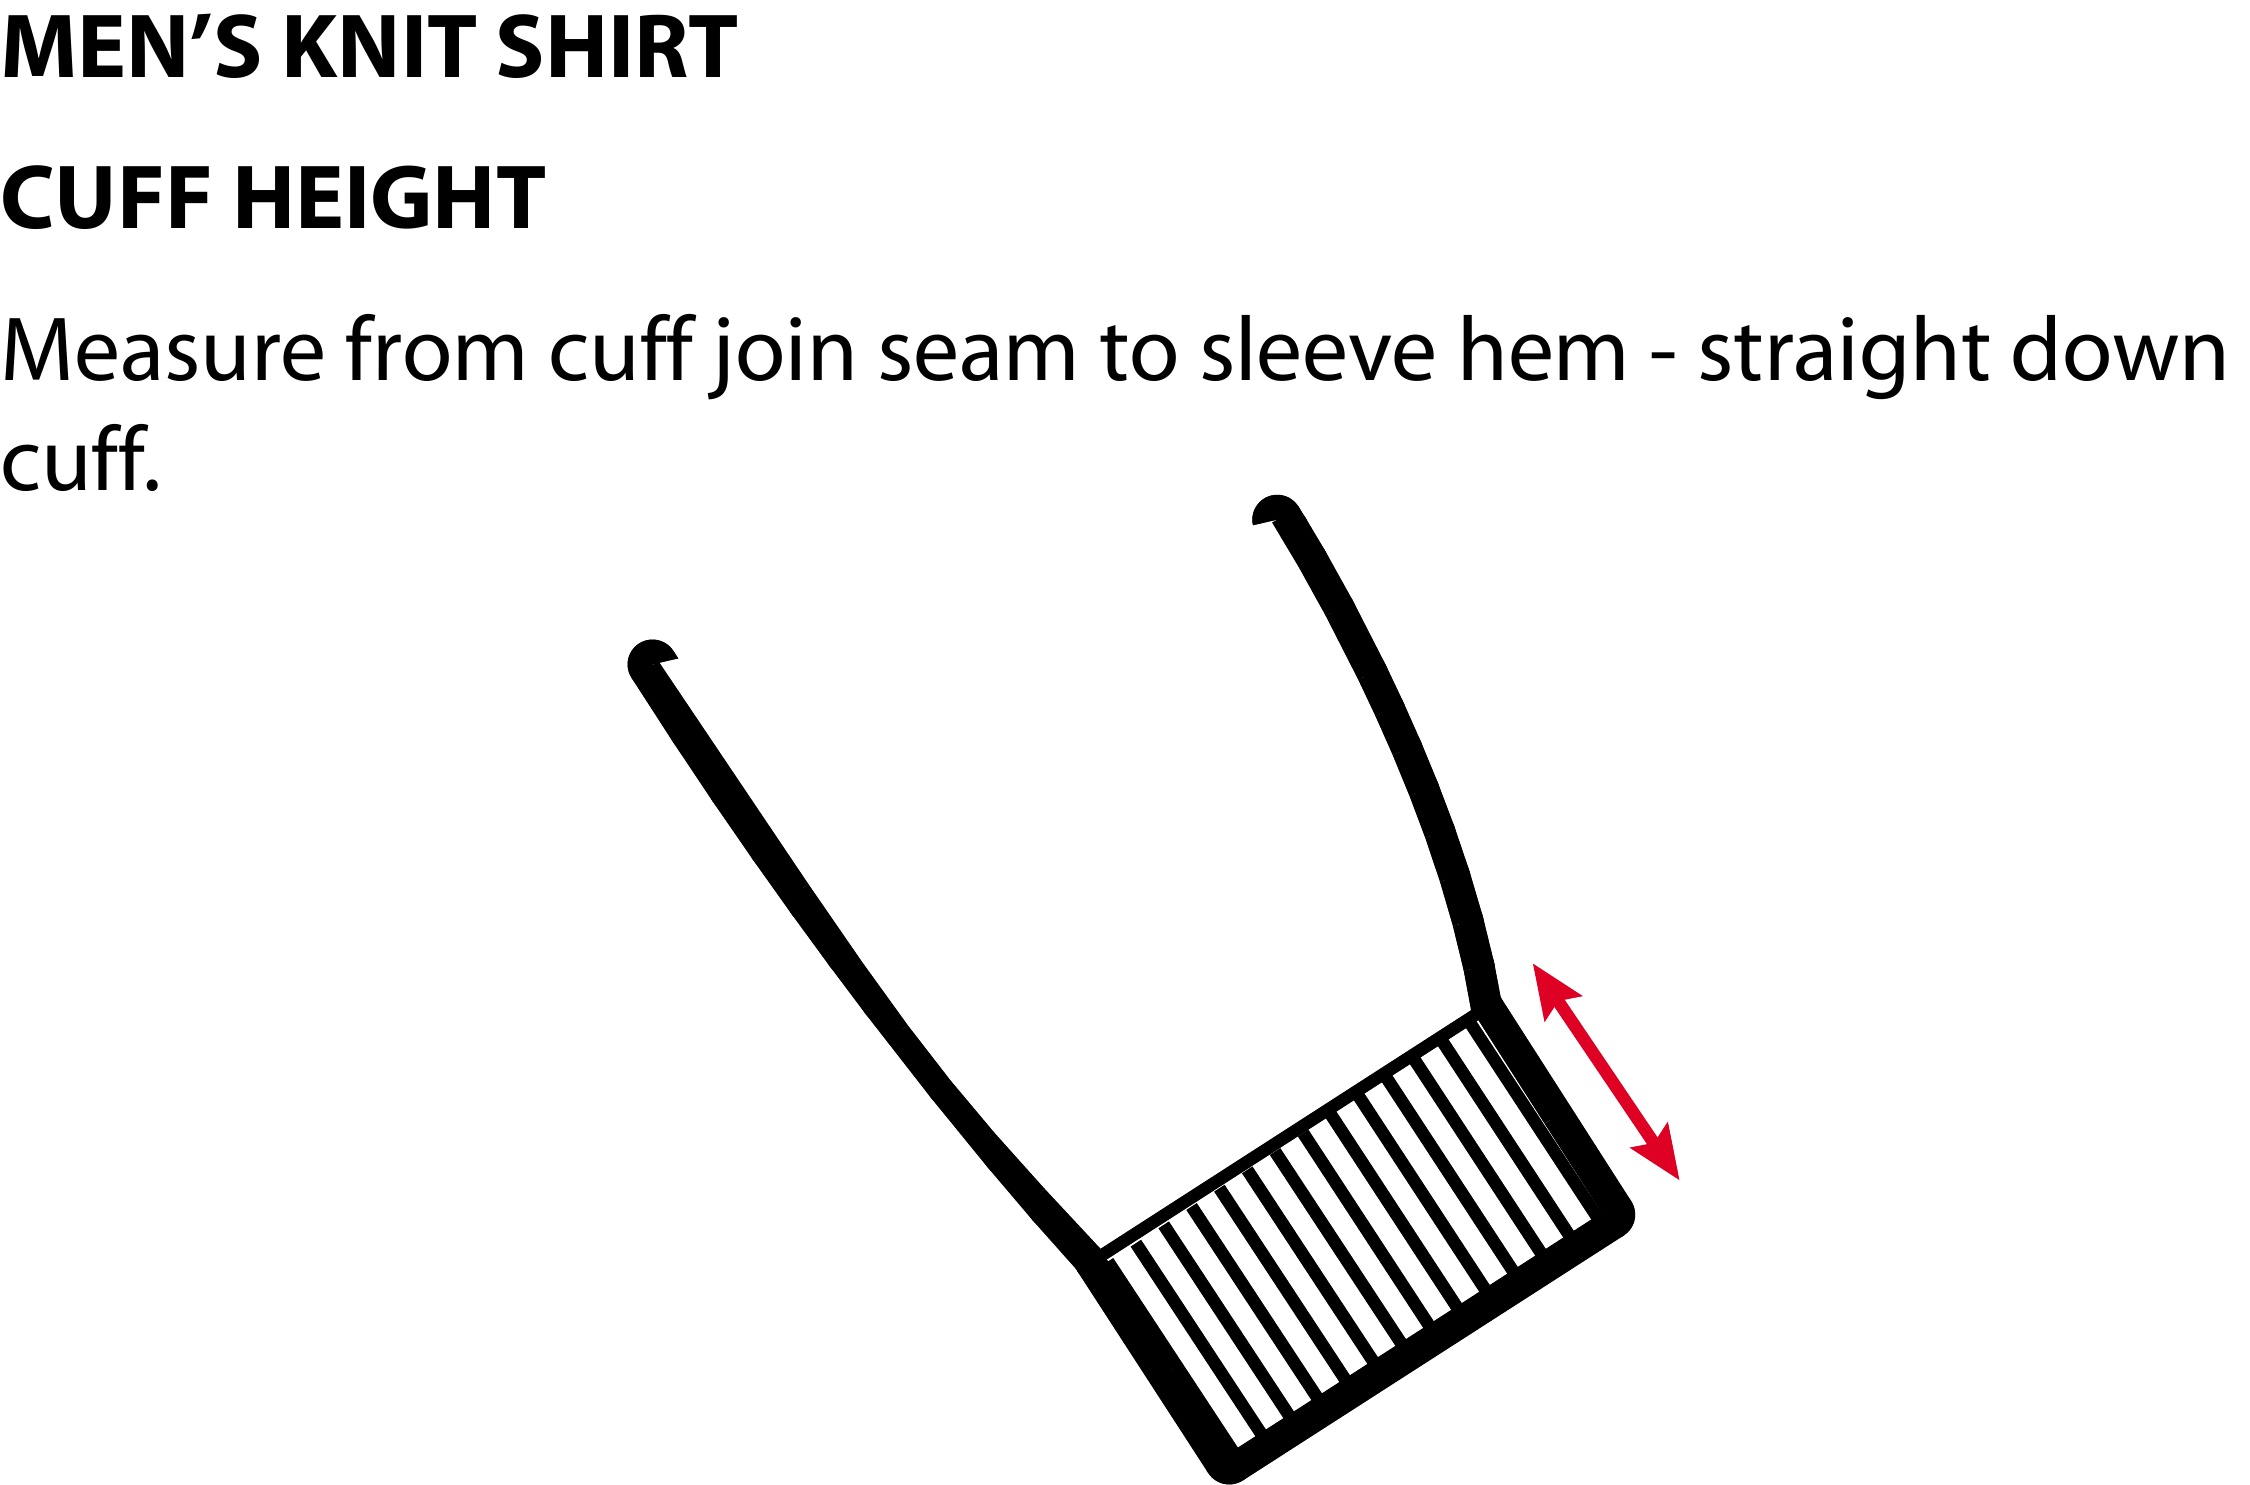 MEN’S KNIT SHIRT
CUFF HEIGHT
Measure from cuff join seam to sleeve hem - straight down
cuff.